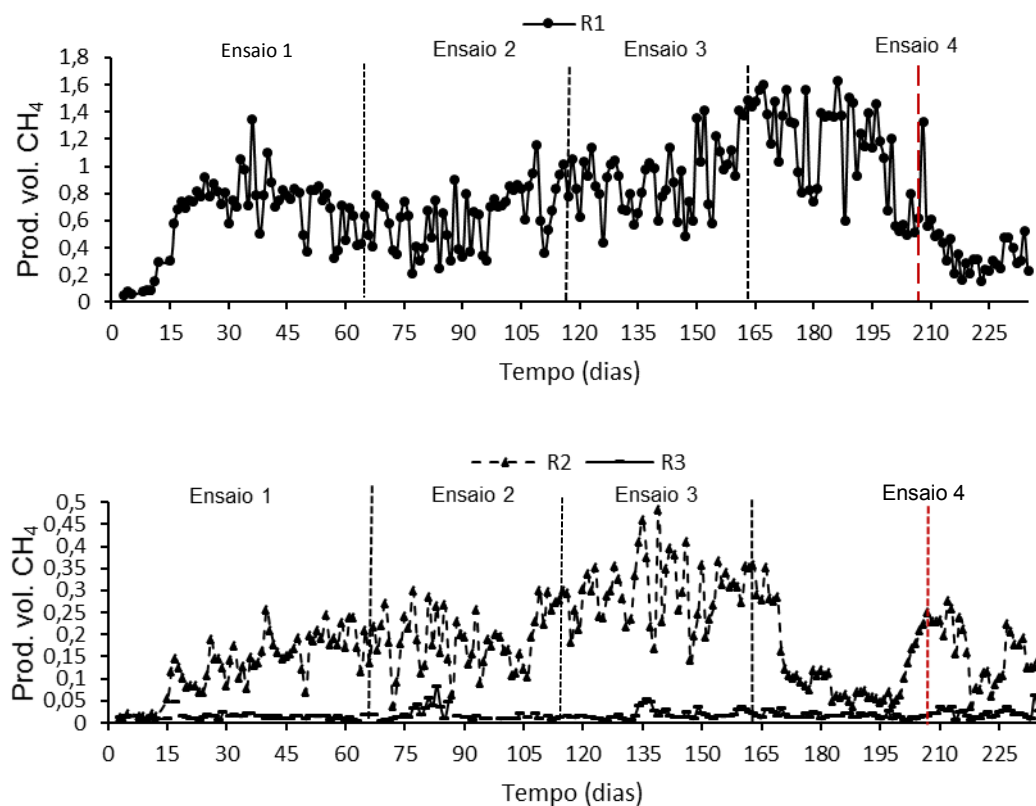 R1
Ensaio 1 Ensaio 2 Ensaio 3 Ensaio 4
Prod. vol. CH₄
1,8
1,6
1,4
1,2
1
0,8
0,6
0,4
0,2
0
0 15 30 45 60 75 90 105 120 135 150 165 180 195 210 225
Tempo (dias)
R2 R3
Ensaio 1 Ensaio 2 Ensaio 3 Ensaio 4
Prod. vol. CH₄
0,5
0,45
0,4
0,35
0,3
0,25
0,2
0,15
0,1
0,05
0
0 15 30 45 60 75 90 105 120 135 150 165 180 195 210 225
Tempo (dias)